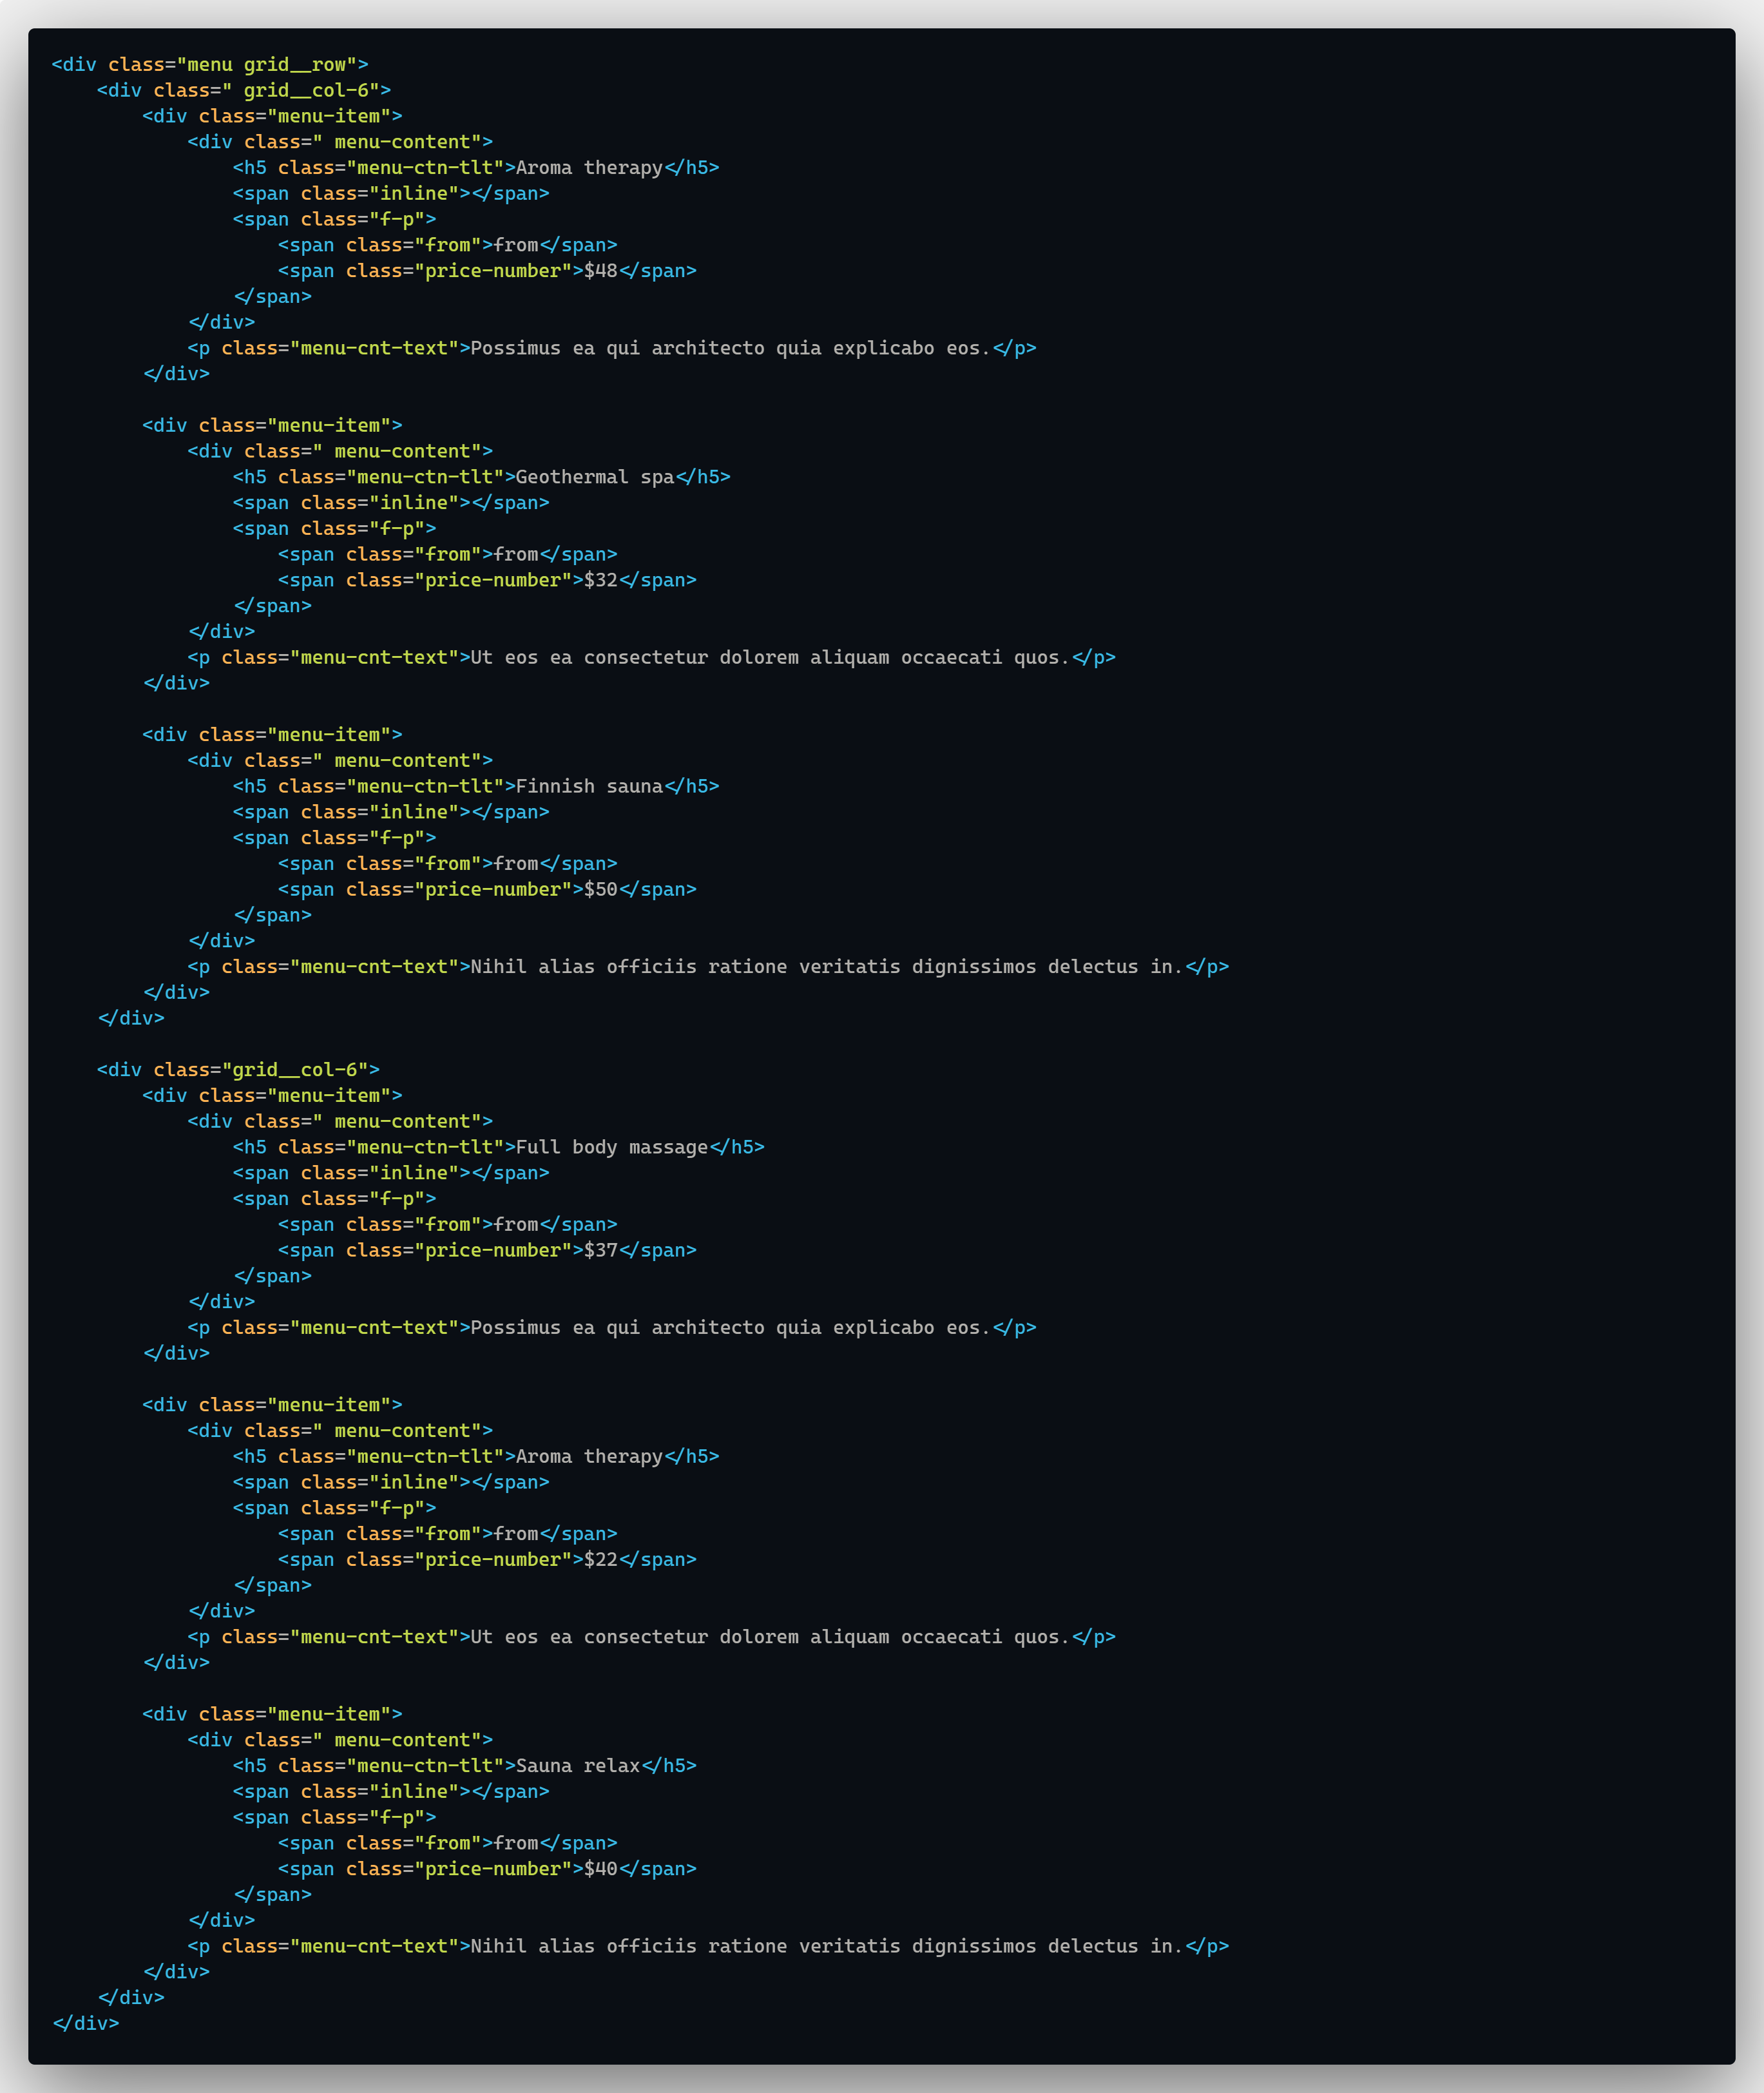 <div class="menu grid__row">
    <div class=" grid__col-6">
        <div class="menu-item">
            <div class=" menu-content">
                <h5 class="menu-ctn-tlt">Aroma therapy</h5>
                <span class="inline"></span>
                <span class="f-p">
                    <span class="from">from</span>
                    <span class="price-number">$48</span>
                </span>
            </div>
            <p class="menu-cnt-text">Possimus ea qui architecto quia explicabo eos.</p>
        </div>

        <div class="menu-item">
            <div class=" menu-content">
                <h5 class="menu-ctn-tlt">Geothermal spa</h5>
                <span class="inline"></span>
                <span class="f-p">
                    <span class="from">from</span>
                    <span class="price-number">$32</span>
                </span>
            </div>
            <p class="menu-cnt-text">Ut eos ea consectetur dolorem aliquam occaecati quos.</p>
        </div>

        <div class="menu-item">
            <div class=" menu-content">
                <h5 class="menu-ctn-tlt">Finnish sauna</h5>
                <span class="inline"></span>
                <span class="f-p">
                    <span class="from">from</span>
                    <span class="price-number">$50</span>
                </span>
            </div>
            <p class="menu-cnt-text">Nihil alias officiis ratione veritatis dignissimos delectus in.</p>
        </div>
    </div>

    <div class="grid__col-6">
        <div class="menu-item">
            <div class=" menu-content">
                <h5 class="menu-ctn-tlt">Full body massage</h5>
                <span class="inline"></span>
                <span class="f-p">
                    <span class="from">from</span>
                    <span class="price-number">$37</span>
                </span>
            </div>
            <p class="menu-cnt-text">Possimus ea qui architecto quia explicabo eos.</p>
        </div>

        <div class="menu-item">
            <div class=" menu-content">
                <h5 class="menu-ctn-tlt">Aroma therapy</h5>
                <span class="inline"></span>
                <span class="f-p">
                    <span class="from">from</span>
                    <span class="price-number">$22</span>
                </span>
            </div>
            <p class="menu-cnt-text">Ut eos ea consectetur dolorem aliquam occaecati quos.</p>
        </div>

        <div class="menu-item">
            <div class=" menu-content">
                <h5 class="menu-ctn-tlt">Sauna relax</h5>
                <span class="inline"></span>
                <span class="f-p">
                    <span class="from">from</span>
                    <span class="price-number">$40</span>
                </span>
            </div>
            <p class="menu-cnt-text">Nihil alias officiis ratione veritatis dignissimos delectus in.</p>
        </div>
    </div>
</div>